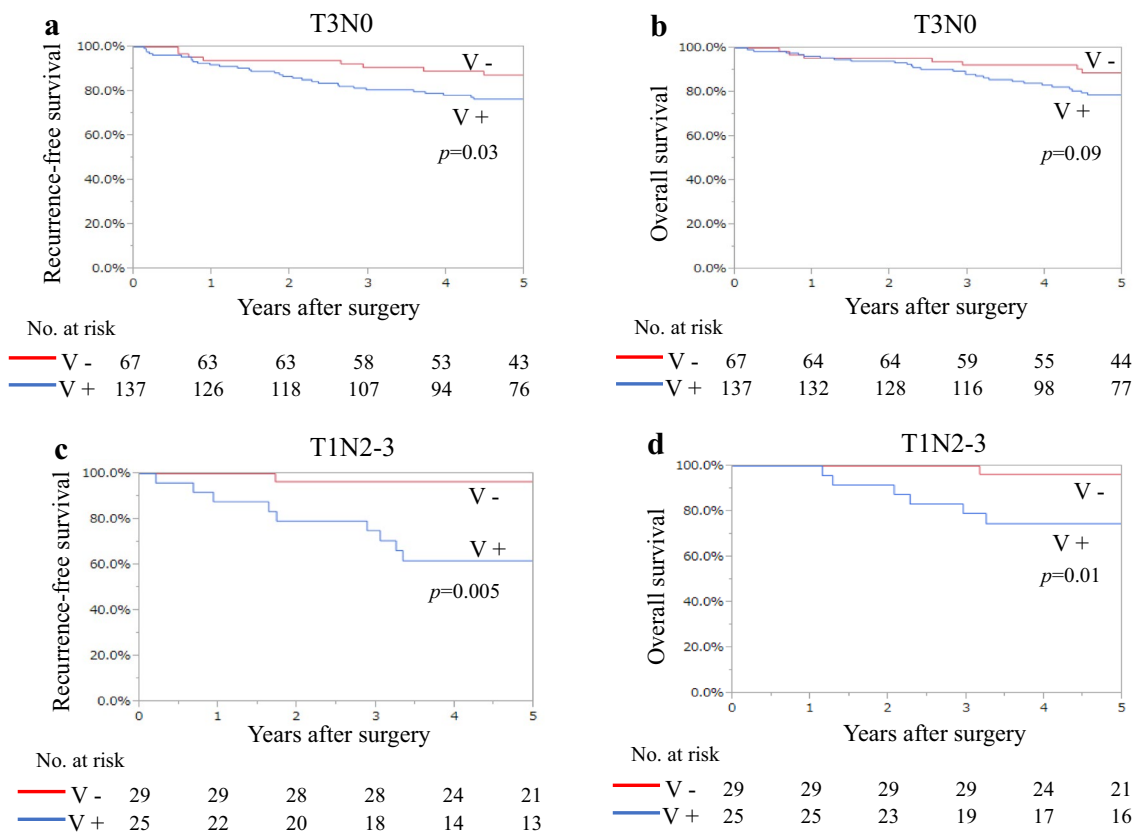 a
T3N0
100.0%
80.0%
60.0%
40.0%
20.0%
0.0%
Recurrence-free survival
V -
V +
p=0.03
0 1 2 3 4 5
Years after surgery
No. at risk
V - 67 63 63 58 53 43
V + 137 126 118 107 94 76
b
T3N0
100.0%
80.0%
60.0%
40.0%
20.0%
0.0%
Overall survival
V -
V +
p=0.09
0 1 2 3 4 5
Years after surgery
No. at risk
V - 67 64 64 59 55 44
V + 137 132 128 116 98 77
c
T1N2-3
100.0%
80.0%
60.0%
40.0%
20.0%
0.0%
Recurrence-free survival
V -
V +
p=0.005
0 1 2 3 4 5
Years after surgery
No. at risk
V - 29 29 28 28 24 21
V + 25 22 20 18 14 13
d
T1N2-3
100.0%
80.0%
60.0%
40.0%
20.0%
0.0%
Overall survival
V -
V +
p=0.01
0 1 2 3 4 5
Years after surgery
No. at risk
V - 29 29 29 29 24 21
V + 25 25 23 19 17 16